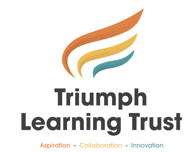 Triumph
Learning Trust
Aspiration • Collaboration • Innovation